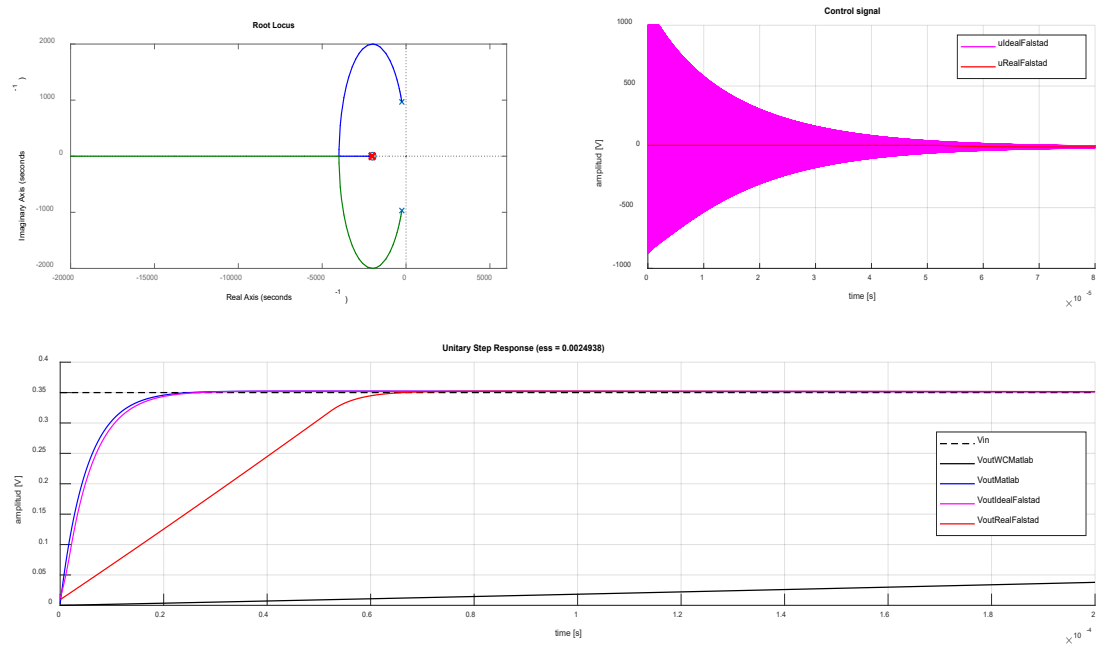 Root Locus
2000
1000
0
-1000
-2000
-20000 -15000 -10000 -5000 0 5000
Imaginary Axis (seconds -1 )
Real Axis (seconds -1 )
Control signal
1000
500
0
-500
-1000
0 1 2 3 4 5 6 7 8
amplitud [V]
time [s]
× 10 -5
uIdealFalstad
uRealFalstad
Unitary Step Response (ess = 0.0024938)
0.4
0.35
0.3
0.25
0.2
0.15
0.1
0.05
0
0 0.2 0.4 0.6 0.8 1 1.2 1.4 1.6 1.8 2
amplitud [V]
time [s]
× 10 -4
Vin
VoutWCMatlab
VoutMatlab
VoutIdealFalstad
VoutRealFalstad